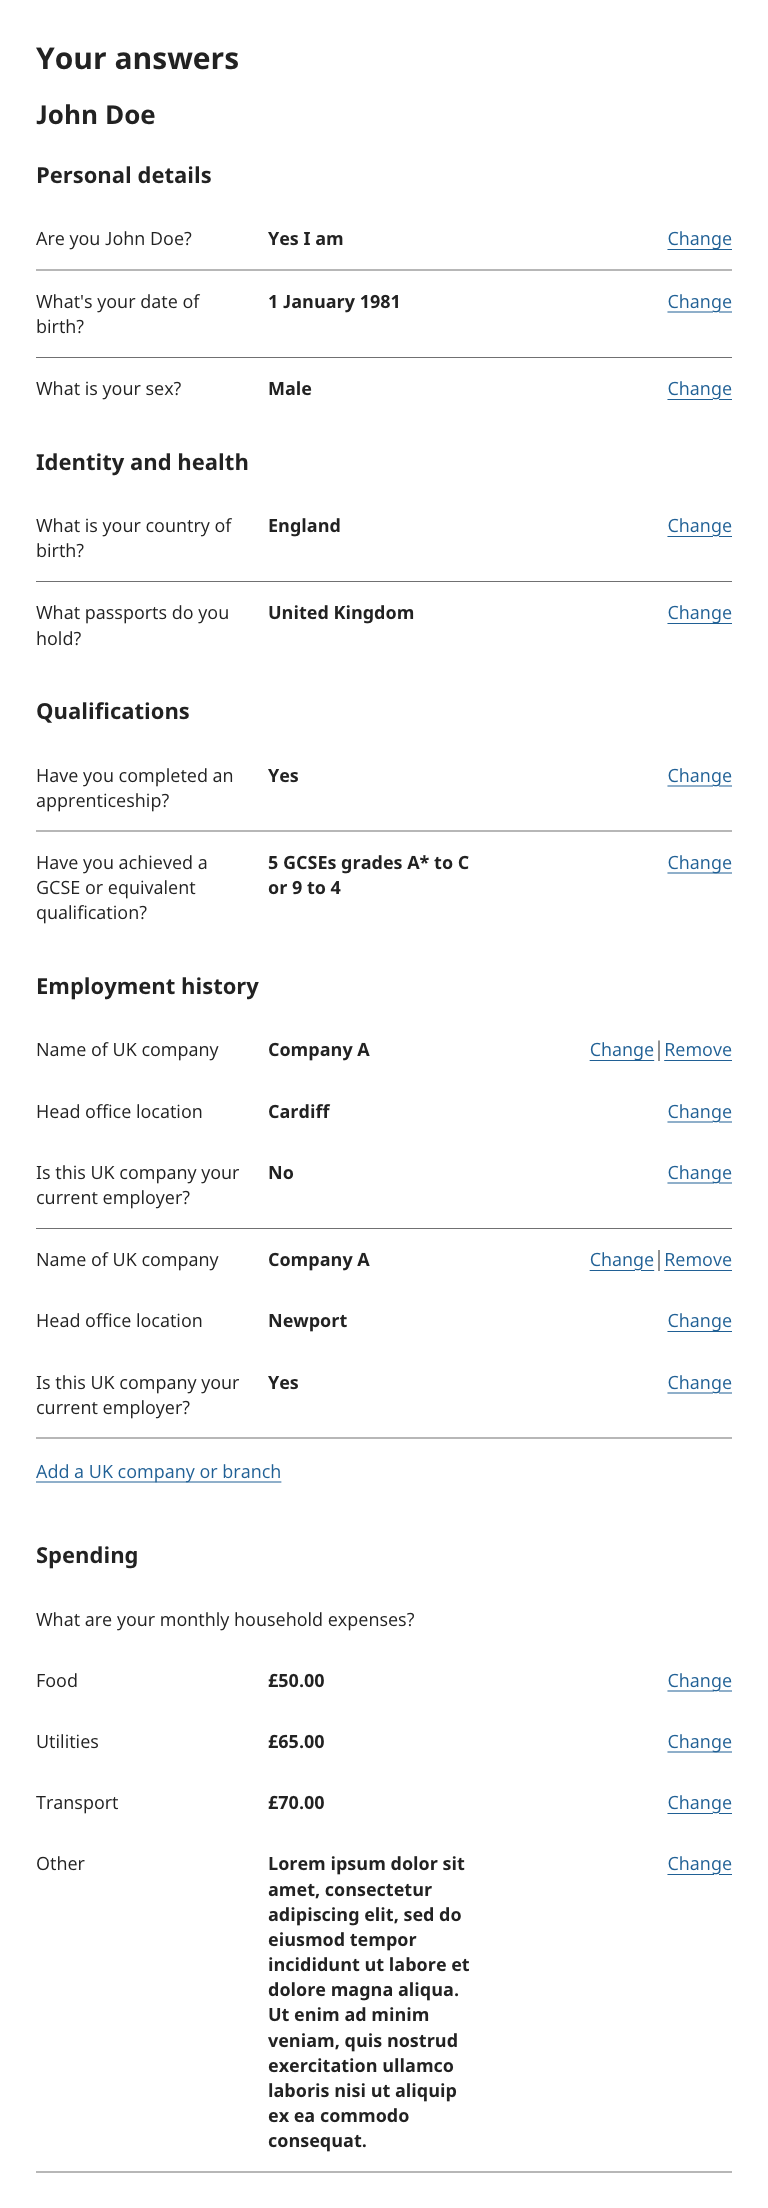 Your answers
John Doe
Personal details
Are you John Doe? Yes I am Change
What's your date of 1 January 1981 Change
birth?
What is your sex? Male Change
Identity and health
What is your country of England Change
birth?
What passports do you United Kingdom Change
hold?
Qualifications
Have you completed an Yes Change
apprenticeship?
Have you achieved a 5 GCSEs grades A* to C Change
GCSE or equivalent or 9 to 4
qualification?
Employment history
Name of UK company Company A Change | Remove
Head office location Cardiff Change
Is this UK company your No Change
current employer?
Name of UK company Company A Change | Remove
Head office location Newport Change
Is this UK company your Yes Change
current employer?
Add a UK company or branch
Spending
What are your monthly household expenses?
Food £50.00 Change
Utilities £65.00 Change
Transport £70.00 Change
Other Lorem ipsum dolor sit Change
amet, consectetur
adipiscing elit, sed do
eiusmod tempor
incididunt ut labore et
dolore magna aliqua.
Ut enim ad minim
veniam, quis nostrud
exercitation ullamco
laboris nisi ut aliquip
ex ea commodo
consequat.